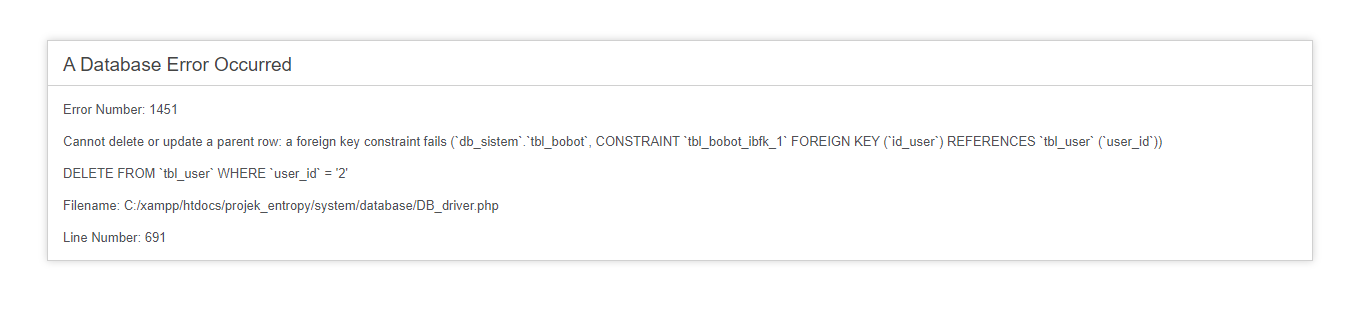 A Database Error Occurred
Error Number: 1451
Cannot delete or update a parent row: a foreign key constraint fails (`db_sistem`.`tbl_bobot`, CONSTRAINT `tbl_bobot_ibfk_1` FOREIGN KEY (`id_user`) REFERENCES `tbl_user` (`user_id`))
DELETE FROM `tbl_user` WHERE `user_id` = '2'
Filename: C:/xampp/htdocs/projek_entropy/system/database/DB_driver.php
Line Number: 691